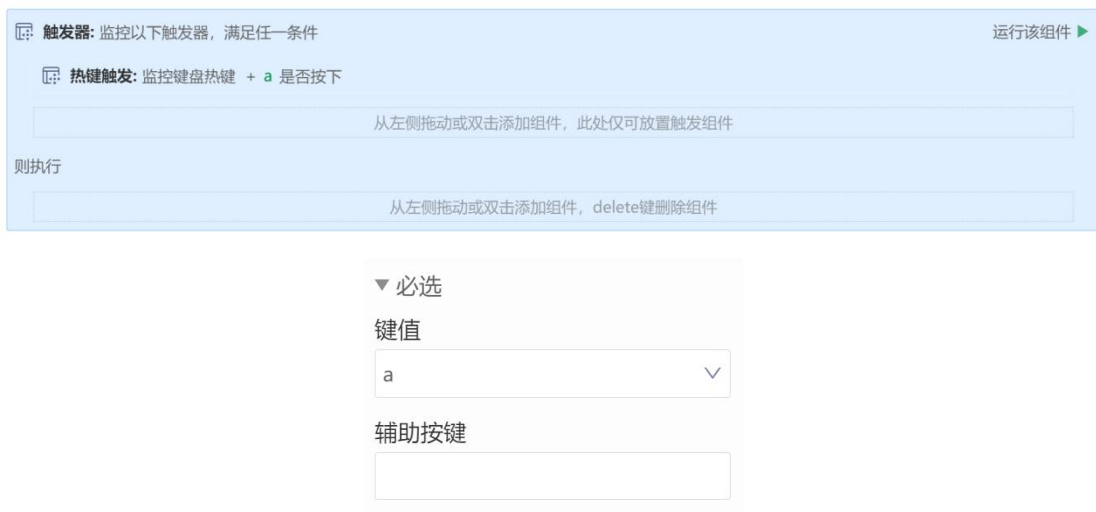 触发器: 监控以下触发器，满足任一条件 运行该组件
热键触发: 监控键盘热键 + a 是否按下
从左侧拖动或双击添加组件，此处仅可放置触发组件
则执行
从左侧拖动或双击添加组件，delete键删除组件
必选
键值
a
辅助按键